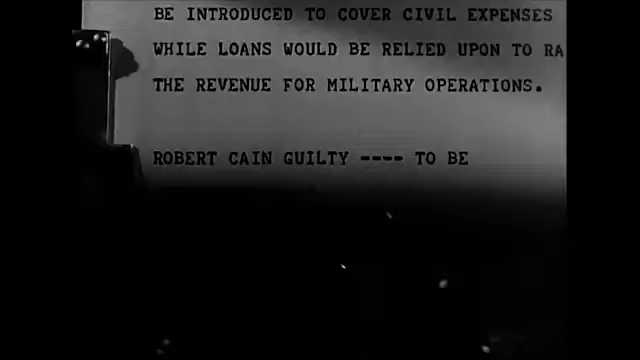 BE INTRODUCED TO COVER CIVIL EXPENSES
WHILE LOANS WOULD BE RELIED UPON TO RA
THE REVENUE FOR MILITARY OPERATIONS.
ROBERT CAIN GUILTY ---- TO BE